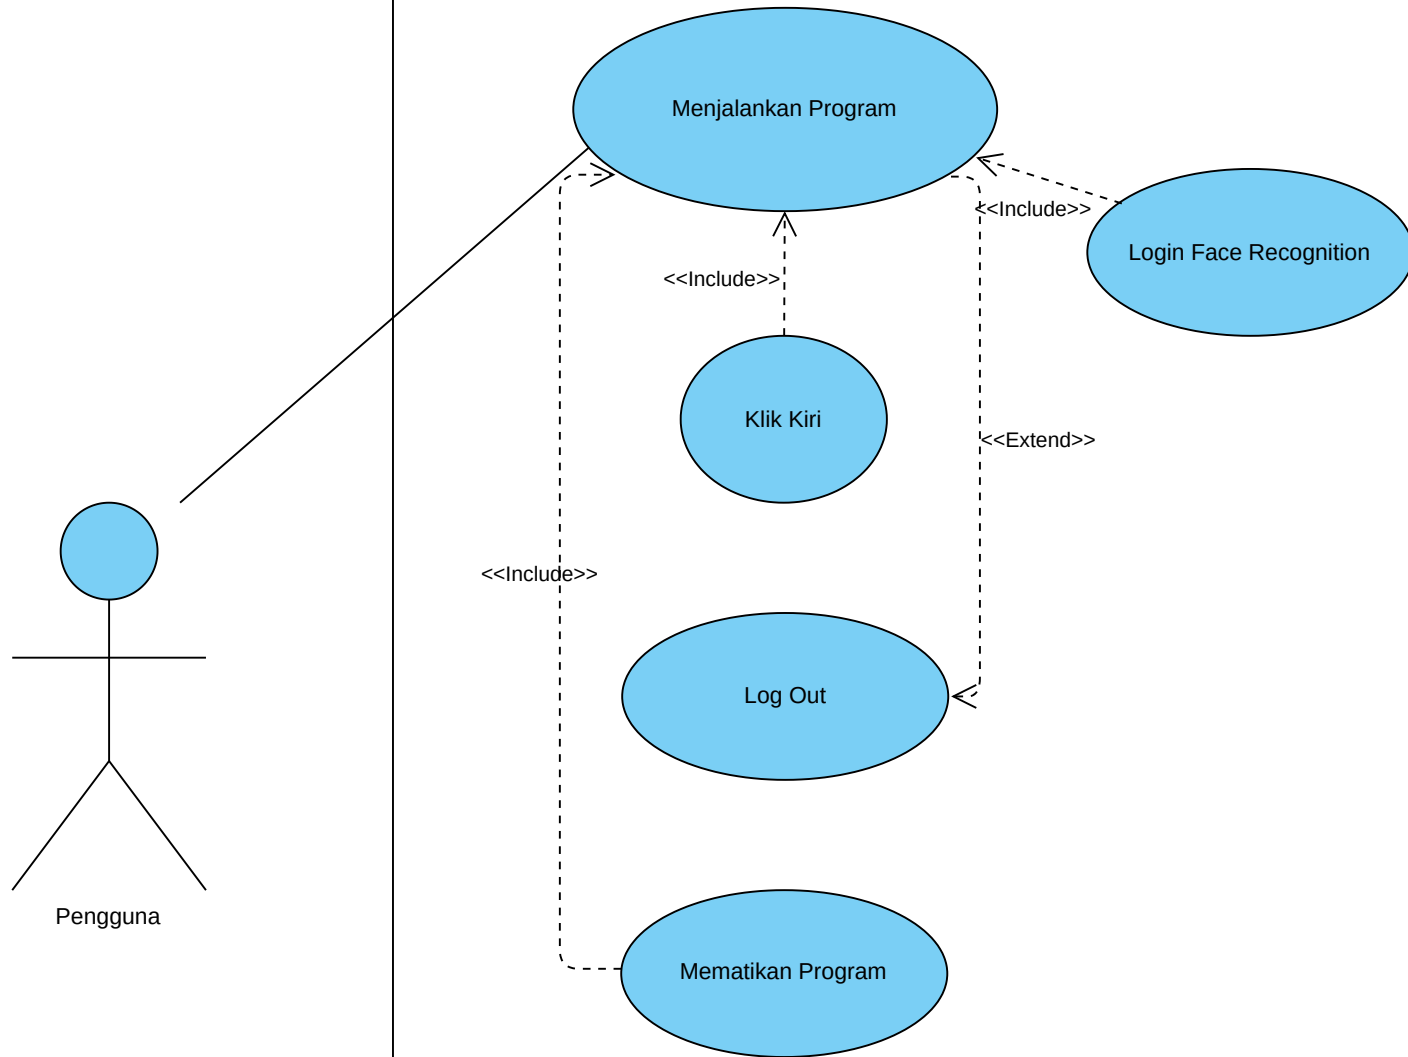 Menjalankan Program
<<Include>>
Login Face Recognition
<<Include>>
Klik Kiri
<<Extend>>
<<Include>>
Log Out
Pengguna
Mematikan Program